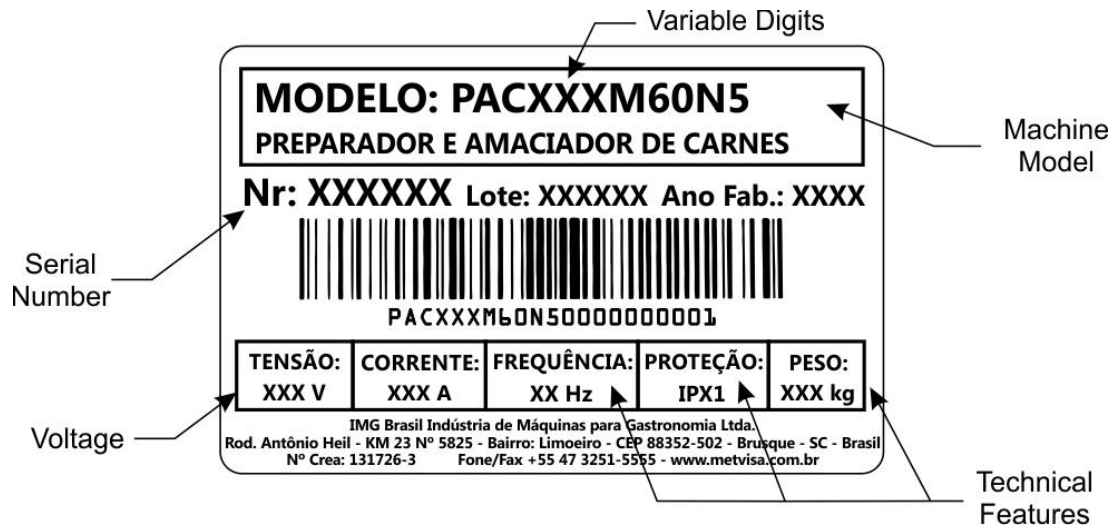 Variable Digits
MODELO: PACXXXM60N5
PREPARADOR E AMACIADOR DE CARNES
Machine
Model
Nr: XXXXXX Lote: XXXXXX Ano Fab.: XXXX
Serial
Number
PACXXXM60N50000000001
TENSÃO: CORRENTE: FREQUÊNCIA: PROTEÇÃO: PESO:
XXX V XXX A XX Hz IPX1 XXX kg
Voltage
IMG Brasil Indústria de Máquinas para Gastronomia Ltda.
Rod. Antônio Heil - KM 23 Nº 5825 - Bairro: Limoeiro - CEP 88352-502 - Brusque - SC - Brasil
Nº Crea: 131726-3 Fone/Fax +55 47 3251-5555 - www.metvisa.com.br
Technical
Features